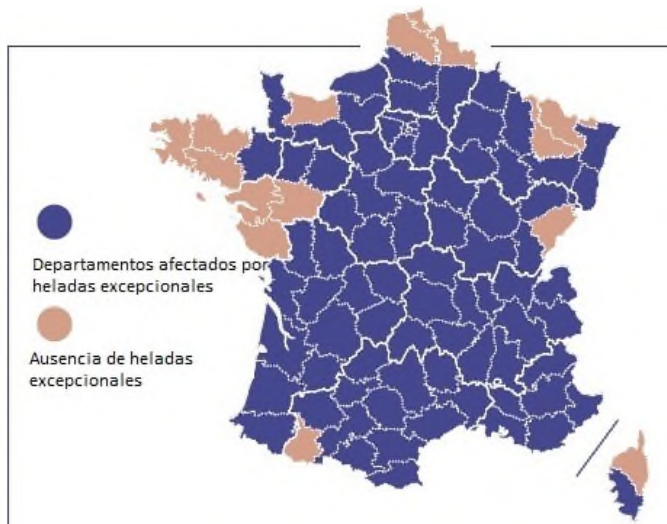 Departamentos afectados por
heladas excepcionales
Ausencia de heladas
excepcionales